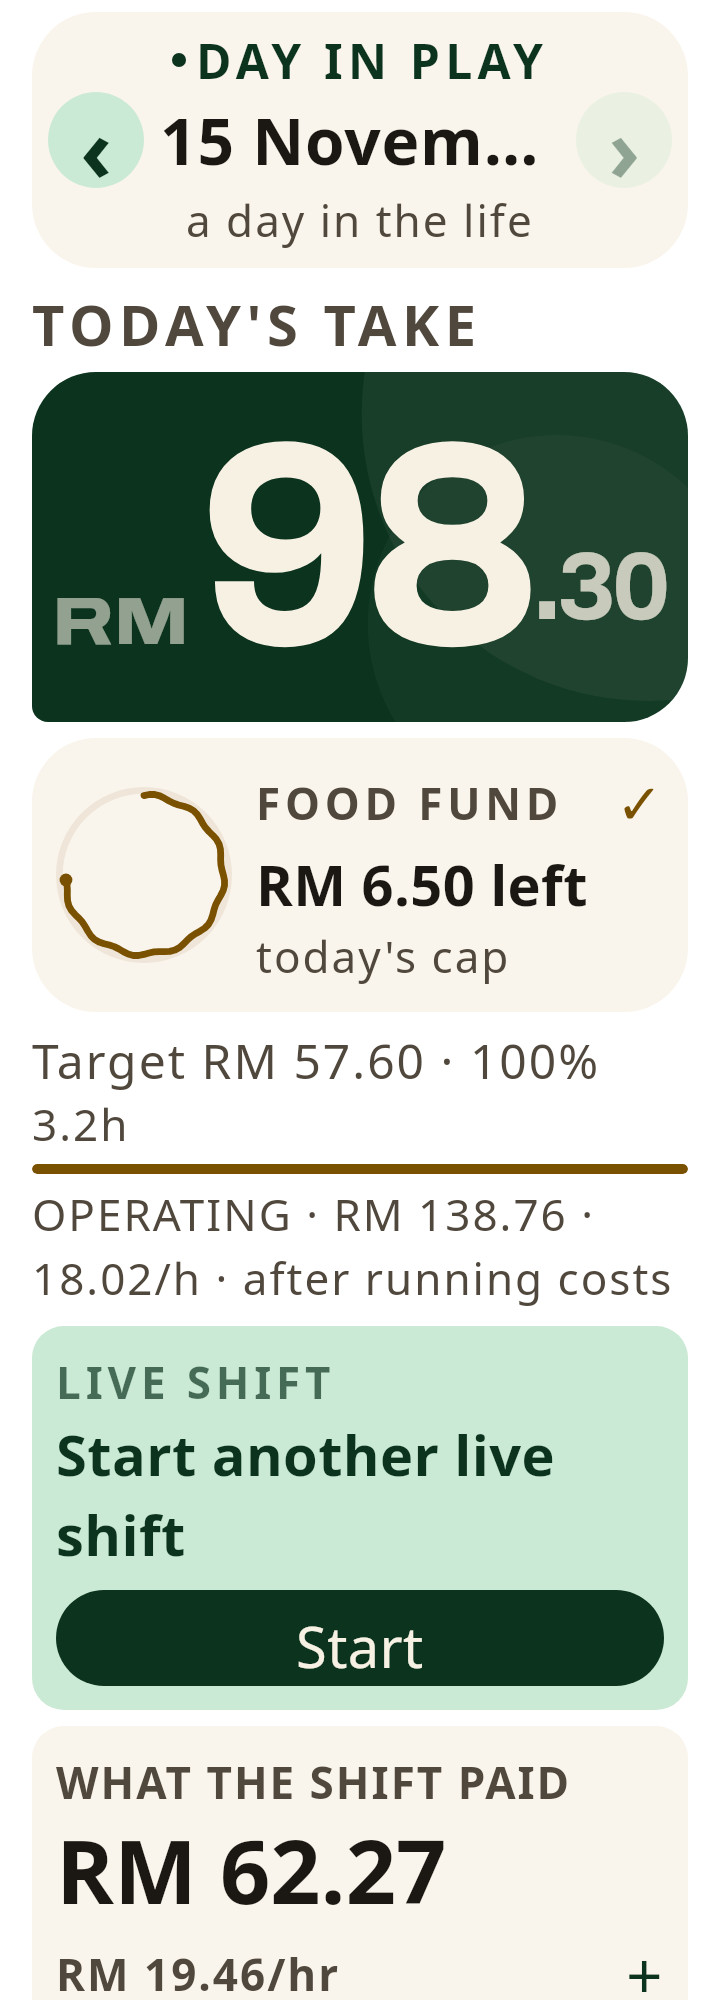 •DAY IN PLAY
‹
15 Novem...
›
a day in the life
TODAY'S TAKE
RM 98.30
FOOD FUND ✓
RM 6.50 left
today's cap
Target RM 57.60 · 100%
3.2h
OPERATING · RM 138.76 ·
18.02/h · after running costs
LIVE SHIFT
Start another live
shift
Start
WHAT THE SHIFT PAID
RM 62.27
RM 19.46/hr +